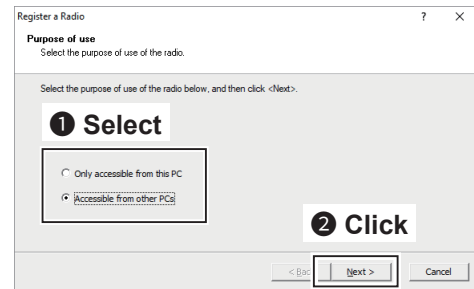 Register a Radio ? ×
Purpose of use
Select the purpose of use of the radio.
Select the purpose of use of the radio below, and then click <Next>.
❶ Select
Only accessible from this PC
Accessible from other PCs
❷ Click
< Bac Next > Cancel